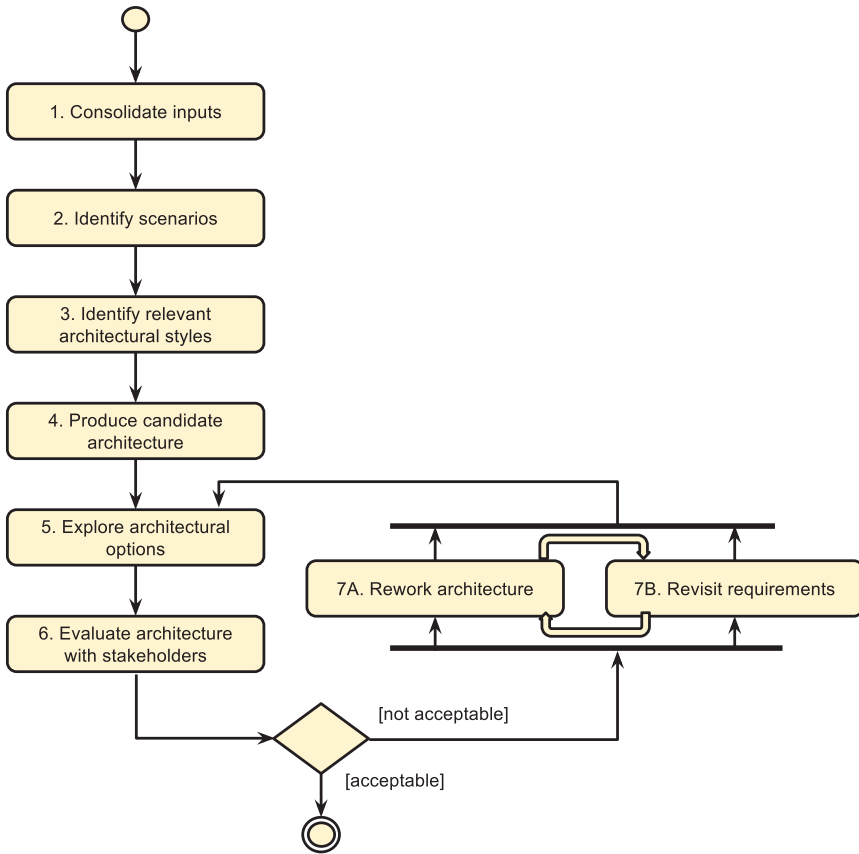 1. Consolidate inputs
2. Identify scenarios
3. Identify relevant
architectural styles
4. Produce candidate
architecture
5. Explore architectural
options
6. Evaluate architecture
with stakeholders
7A. Rework architecture
7B. Revisit requirements
[not acceptable]
[acceptable]